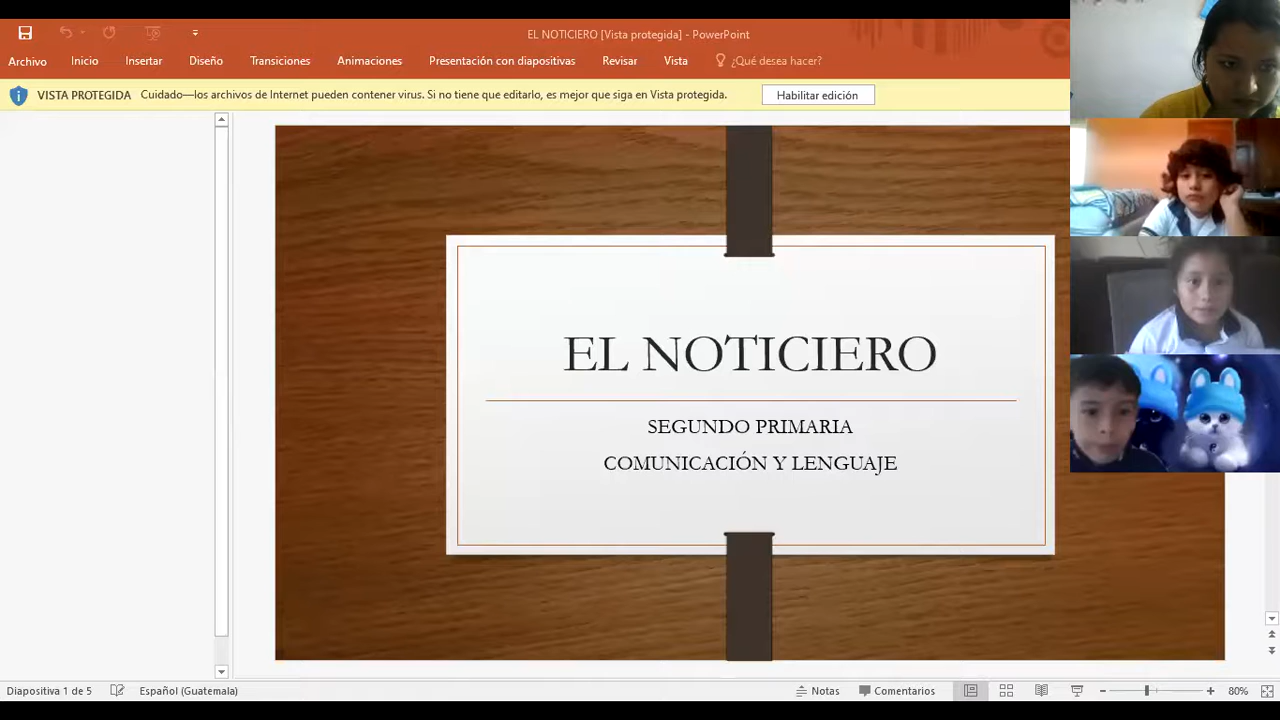 EL NOTICIERO [Vista protegida] - PowerPoint
Archivo Inicio Insertar Diseño Transiciones Animaciones Presentación con diapositivas Revisar Vista ¿Qué desea hacer?
VISTA PROTEGIDA Cuidado—los archivos de Internet pueden contener virus. Si no tiene que editarlo, es mejor que siga en Vista protegida. Habilitar edición
EL NOTICIERO
SEGUNDO PRIMARIA
COMUNICACIÓN Y LENGUAJE
Diapositiva 1 de 5 Español (Guatemala) Notas Comentarios 80%